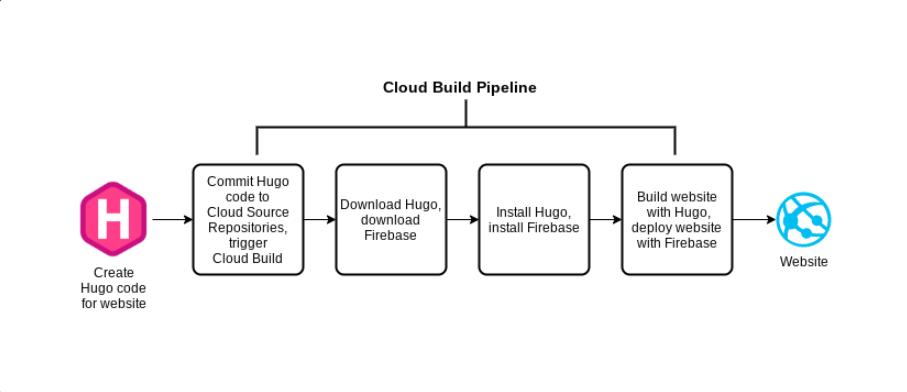 Cloud Build Pipeline
H
Create
Hugo code
for website
Commit Hugo
code to
Cloud Source
Repositories,
trigger
Cloud Build
Download Hugo,
download
Firebase
Install Hugo,
install Firebase
Build website
with Hugo,
deploy website
with Firebase
Website